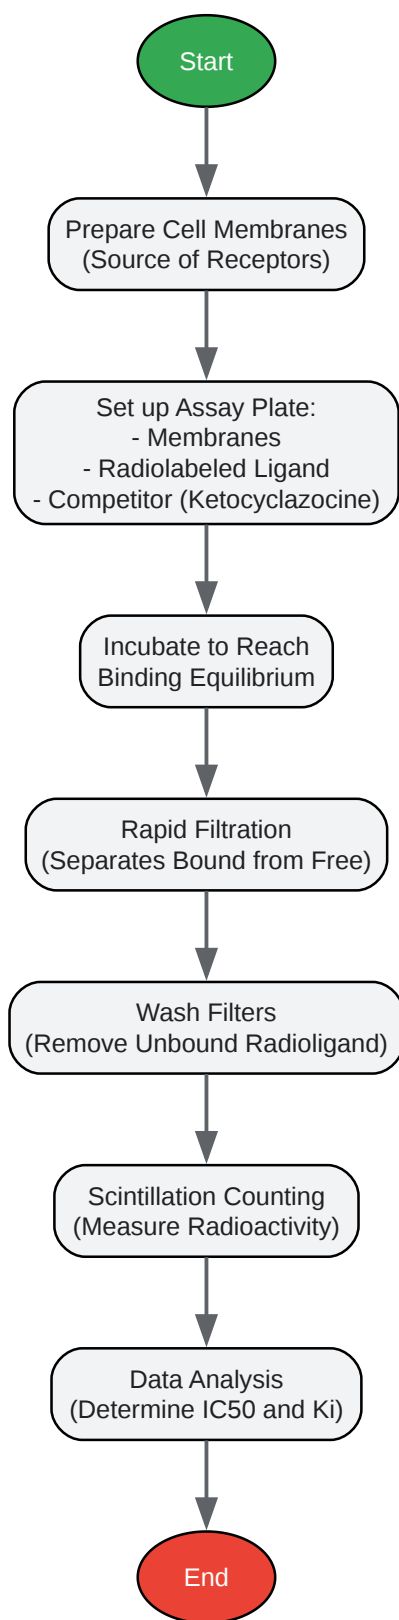 Start
Prepare Cell Membranes
(Source of Receptors)
Set up Assay Plate:
- Membranes
- Radiolabeled Ligand
- Competitor (Ketocyclazocine)
Incubate to Reach
Binding Equilibrium
Rapid Filtration
(Separates Bound from Free)
Wash Filters
(Remove Unbound Radioligand)
Scintillation Counting
(Measure Radioactivity)
Data Analysis
(Determine IC50 and Ki)
End